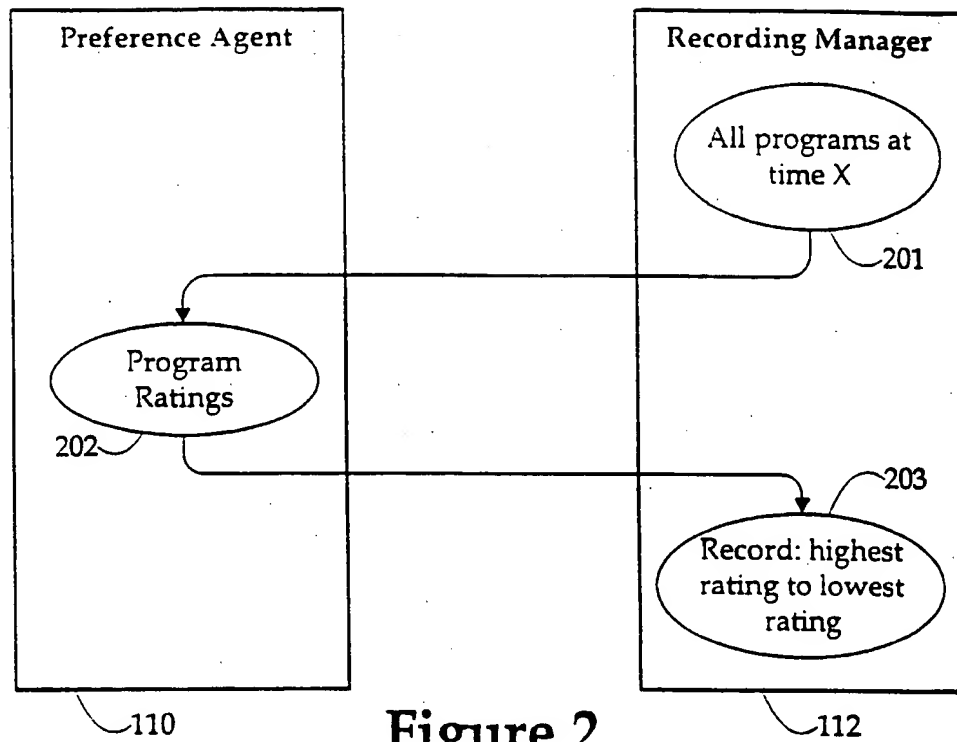 Preference Agent
Recording Manager
All programs at
time X
201
Program
Ratings
202
203
Record: highest
rating to lowest
rating
110
112
Figure 2